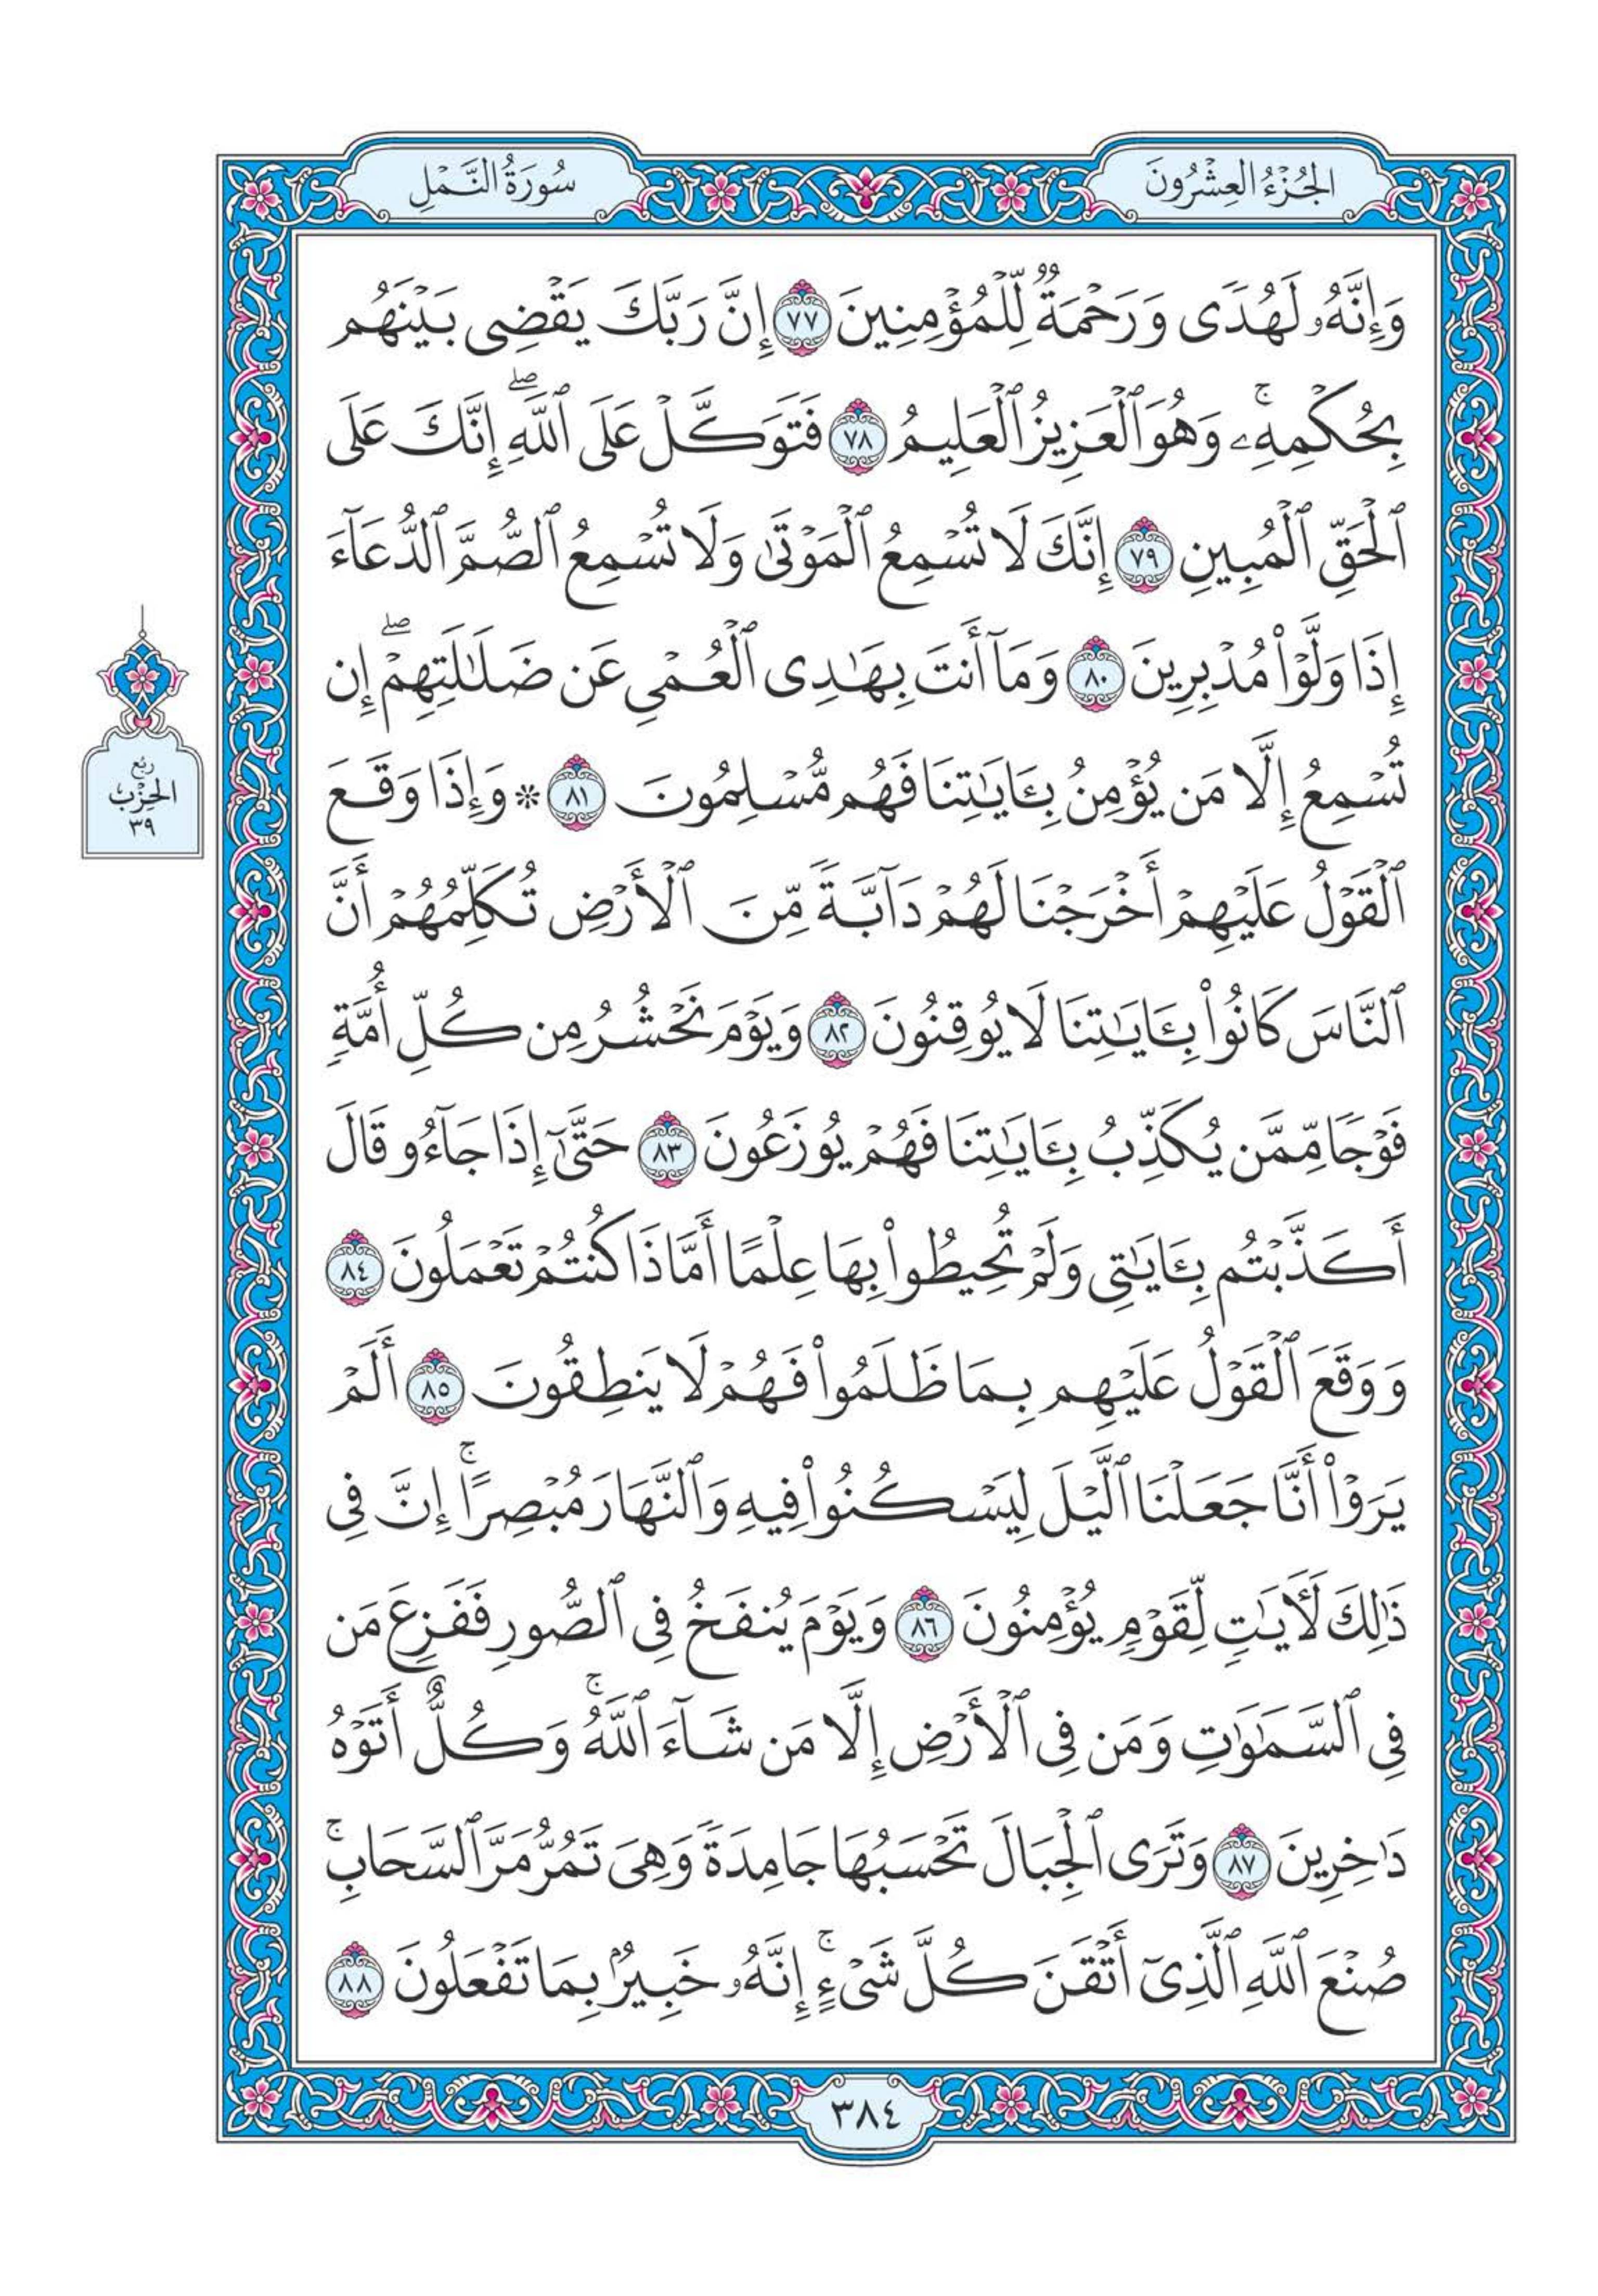 الجُزْءُ العِشْرُونَ
سُورَةُ النَّمْلِ
وَإِنَّهُۥ لَهُدٗى وَرَحۡمَةٞ لِّلۡمُؤۡمِنِينَ ٧٧ إِنَّ رَبَّكَ يَقۡضِي بَيۡنَهُم
بِحُكۡمِهِۦۚ وَهُوَ ٱلۡعَزِيزُ ٱلۡعَلِيمُ ٧٨ فَتَوَكَّلۡ عَلَى ٱللَّهِۖ إِنَّكَ عَلَى
ٱلۡحَقِّ ٱلۡمُبِينِ ٧٩ إِنَّكَ لَا تُسۡمِعُ ٱلۡمَوۡتَىٰ وَلَا تُسۡمِعُ ٱلصُّمَّ ٱلدُّعَآءَ
إِذَا وَلَّوۡاْ مُدۡبِرِينَ ٨٠ وَمَآ أَنتَ بِهَٰدِي ٱلۡعُمۡيِ عَن ضَلَٰلَتِهِمۡۖ إِن
تُسۡمِعُ إِلَّا مَن يُؤۡمِنُ بِـَٔايَٰتِنَا فَهُم مُّسۡلِمُونَ ٨١ * وَإِذَا وَقَعَ
ٱلۡقَوۡلُ عَلَيۡهِمۡ أَخۡرَجۡنَا لَهُمۡ دَآبَّةٗ مِّنَ ٱلۡأَرۡضِ تُكَلِّمُهُمۡ أَنَّ
ٱلنَّاسَ كَانُواْ بِـَٔايَٰتِنَا لَا يُوقِنُونَ ٨٢ وَيَوۡمَ نَحۡشُرُ مِن كُلِّ أُمَّةٖ
فَوۡجٗا مِّمَّن يُكَذِّبُ بِـَٔايَٰتِنَا فَهُمۡ يُوزَعُونَ ٨٣ حَتَّىٰٓ إِذَا جَآءُو قَالَ
أَكَذَّبۡتُم بِـَٔايَٰتِي وَلَمۡ تُحِيطُواْ بِهَا عِلۡمًا أَمَّاذَا كُنتُمۡ تَعۡمَلُونَ ٨٤
وَوَقَعَ ٱلۡقَوۡلُ عَلَيۡهِم بِمَا ظَلَمُواْ فَهُمۡ لَا يَنطِقُونَ ٨٥ أَلَمۡ
يَرَوۡاْ أَنَّا جَعَلۡنَا ٱلَّيۡلَ لِيَسۡكُنُواْ فِيهِ وَٱلنَّهَارَ مُبۡصِرًاۚ إِنَّ فِي
ذَٰلِكَ لَأٓيَٰتٖ لِّقَوۡمٖ يُؤۡمِنُونَ ٨٦ وَيَوۡمَ يُنفَخُ فِي ٱلصُّورِ فَفَزِعَ مَن
فِي ٱلسَّمَٰوَٰتِ وَمَن فِي ٱلۡأَرۡضِ إِلَّا مَن شَآءَ ٱللَّهُۚ وَكُلٌّ أَتَوۡهُ
دَٰخِرِينَ ٨٧ وَتَرَى ٱلۡجِبَالَ تَحۡسَبُهَا جَامِدَةٗ وَهِيَ تَمُرُّ مَرَّ ٱلسَّحَابِۚ
صُنۡعَ ٱللَّهِ ٱلَّذِيٓ أَتۡقَنَ كُلَّ شَيۡءٍۚ إِنَّهُۥ خَبِيرُۢ بِمَا تَفۡعَلُونَ ٨٨
ربع
الحِزْب
٣٩
٣٨٤